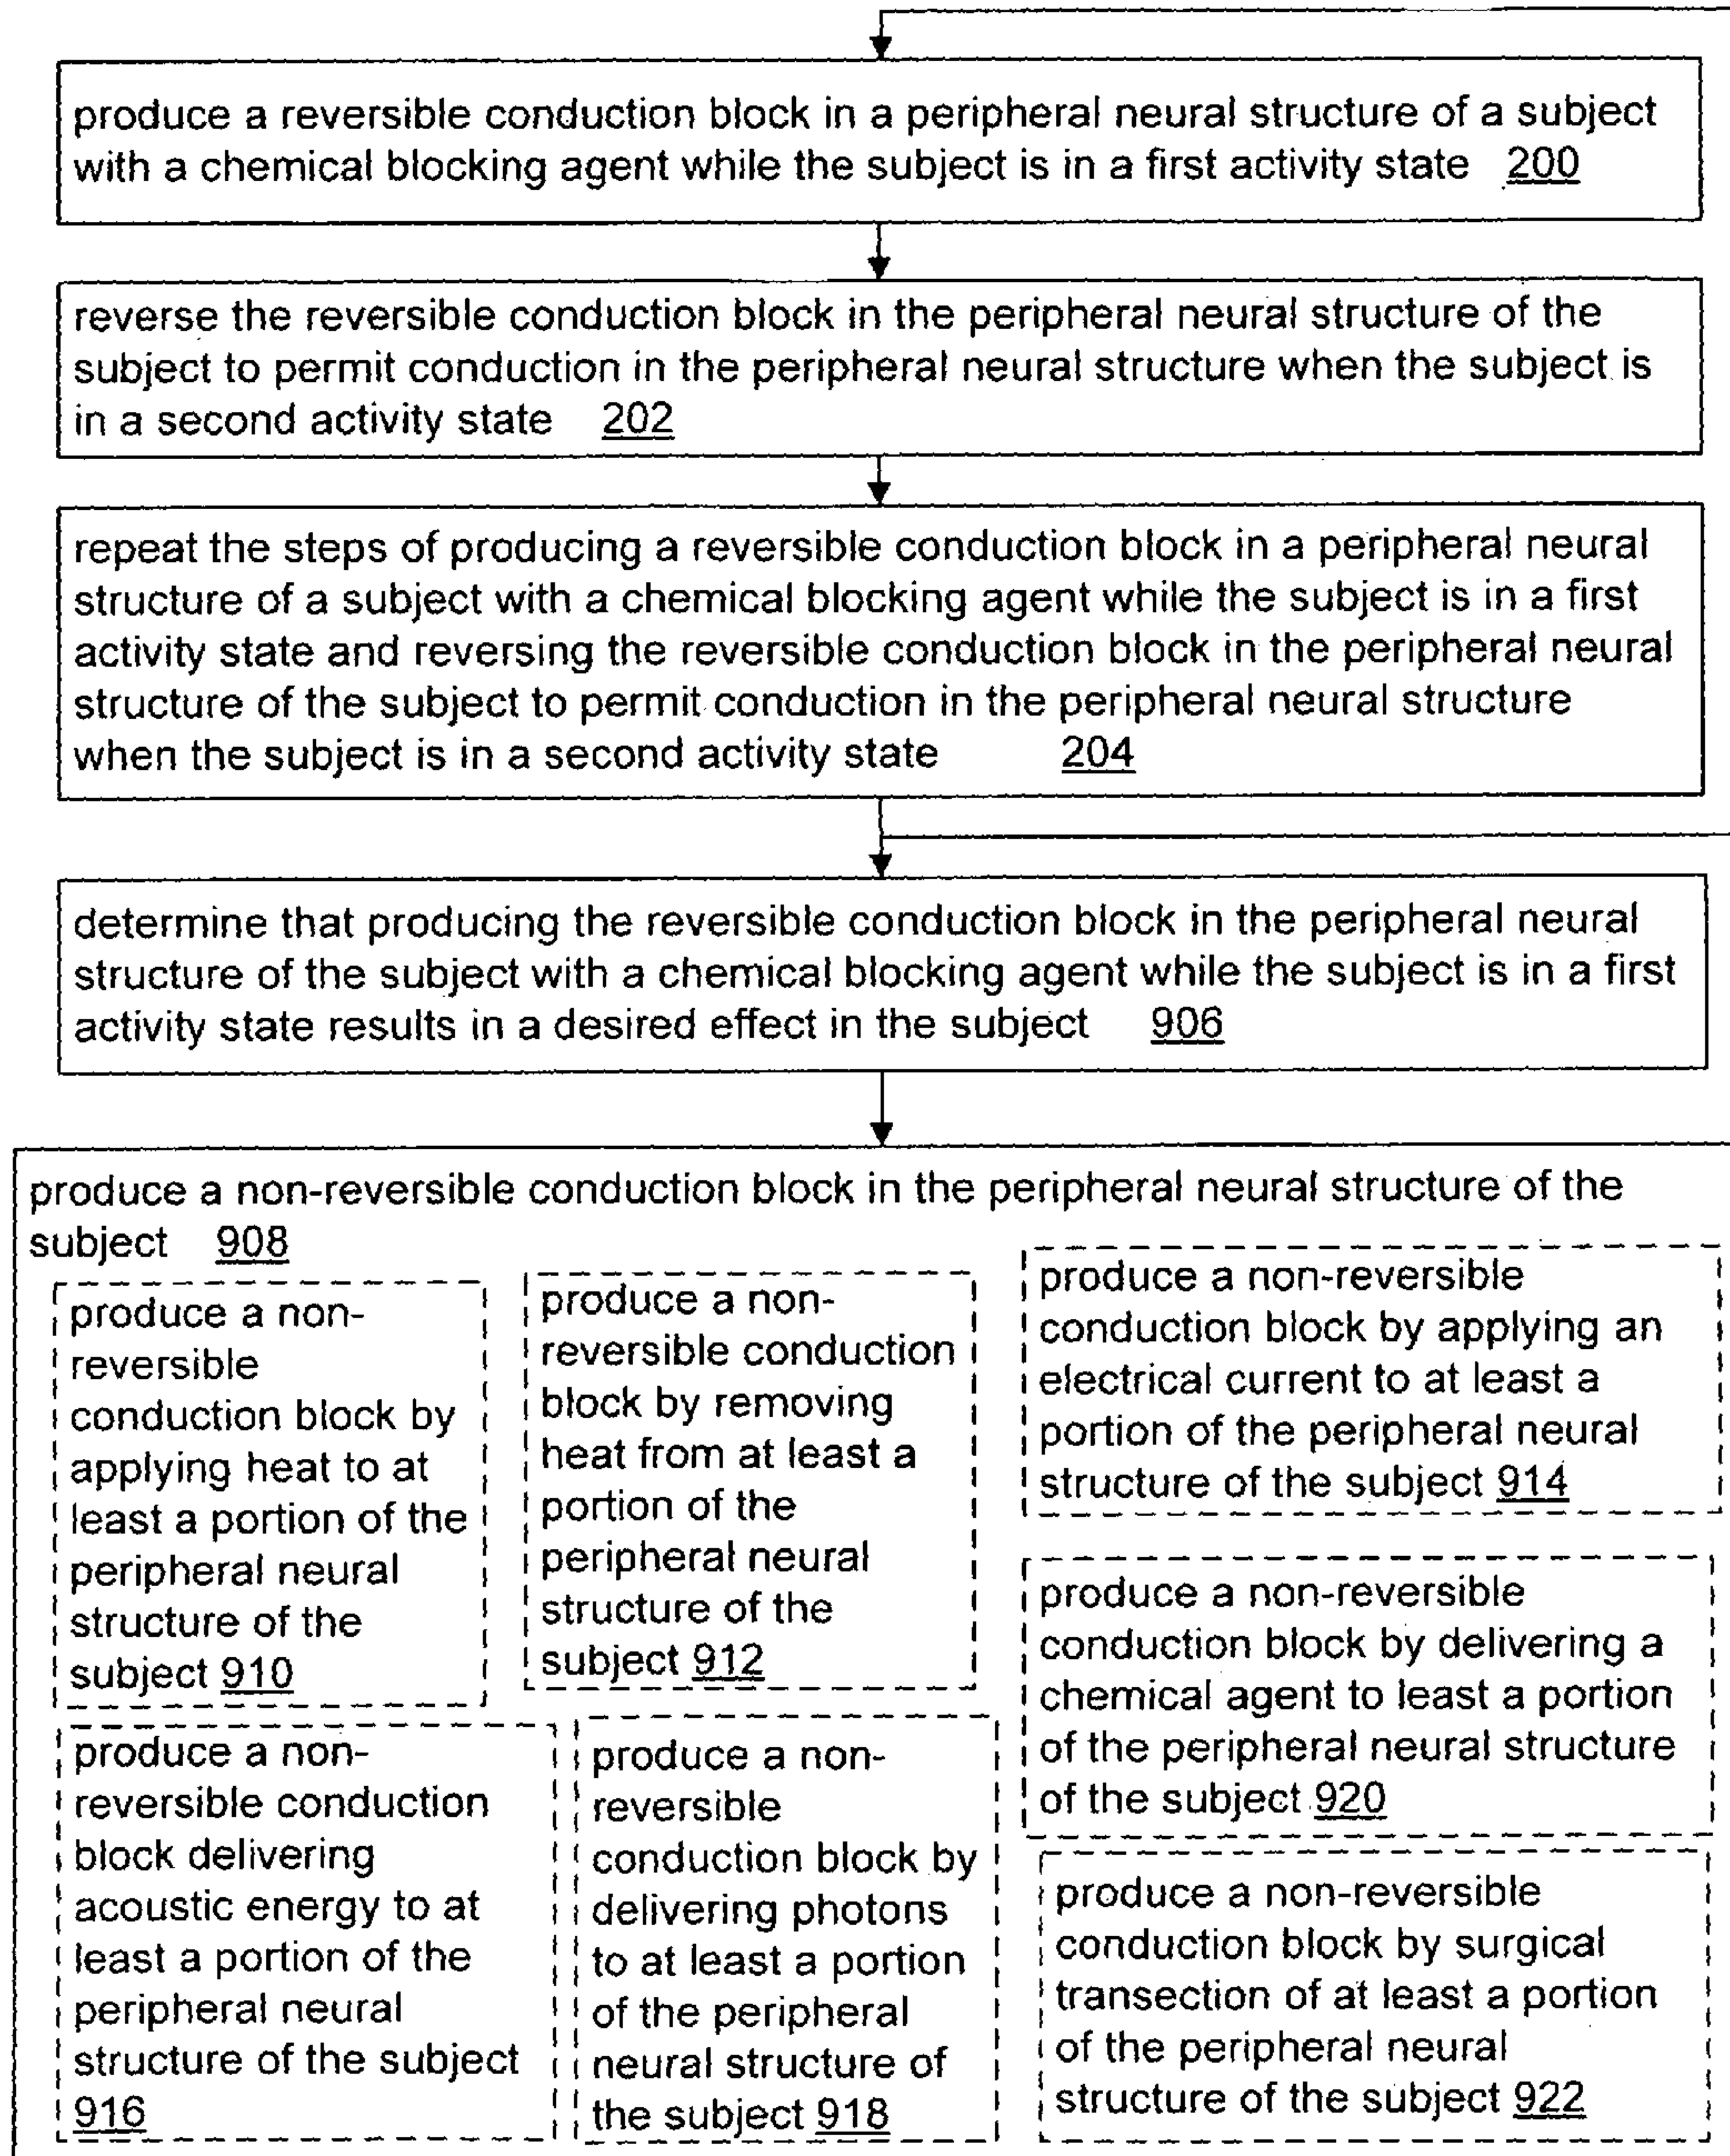 produce a reversible conduction block in a peripheral neural structure of a subject
with a chemical blocking agent while the subject is in a first activity state 200
reverse the reversible conduction block in the peripheral neural structure of the
subject to permit conduction in the peripheral neural structure when the subject is
in a second activity state 202
repeat the steps of producing a reversible conduction block in a peripheral neural
structure of a subject with a chemical blocking agent while the subject is in a first
activity state and reversing the reversible conduction block in the peripheral neural
structure of the subject to permit conduction in the peripheral neural structure
when the subject is in a second activity state 204
determine that producing the reversible conduction block in the peripheral neural
structure of the subject with a chemical blocking agent while the subject is in a first
activity state results in a desired effect in the subject 906
produce a non-reversible conduction block in the peripheral neural structure of the
subject 908
produce a non-
reversible
conduction block by
applying heat to at
least a portion of the
peripheral neural
structure of the
subject 910
produce a non-
reversible conduction
block by removing
heat from at least a
portion of the
peripheral neural
structure of the
subject 912
produce a non-reversible
conduction block by applying an
electrical current to at least a
portion of the peripheral neural
structure of the subject 914
produce a non-
reversible conduction
block delivering
acoustic energy to at
least a portion of the
peripheral neural
structure of the subject
916
produce a non-
reversible
conduction block by
delivering photons
to at least a portion
of the peripheral
neural structure of
the subject 918
produce a non-reversible
conduction block by delivering a
chemical agent to least a portion
of the peripheral neural structure
of the subject 920
produce a non-reversible
conduction block by surgical
transection of at least a portion
of the peripheral neural
structure of the subject 922